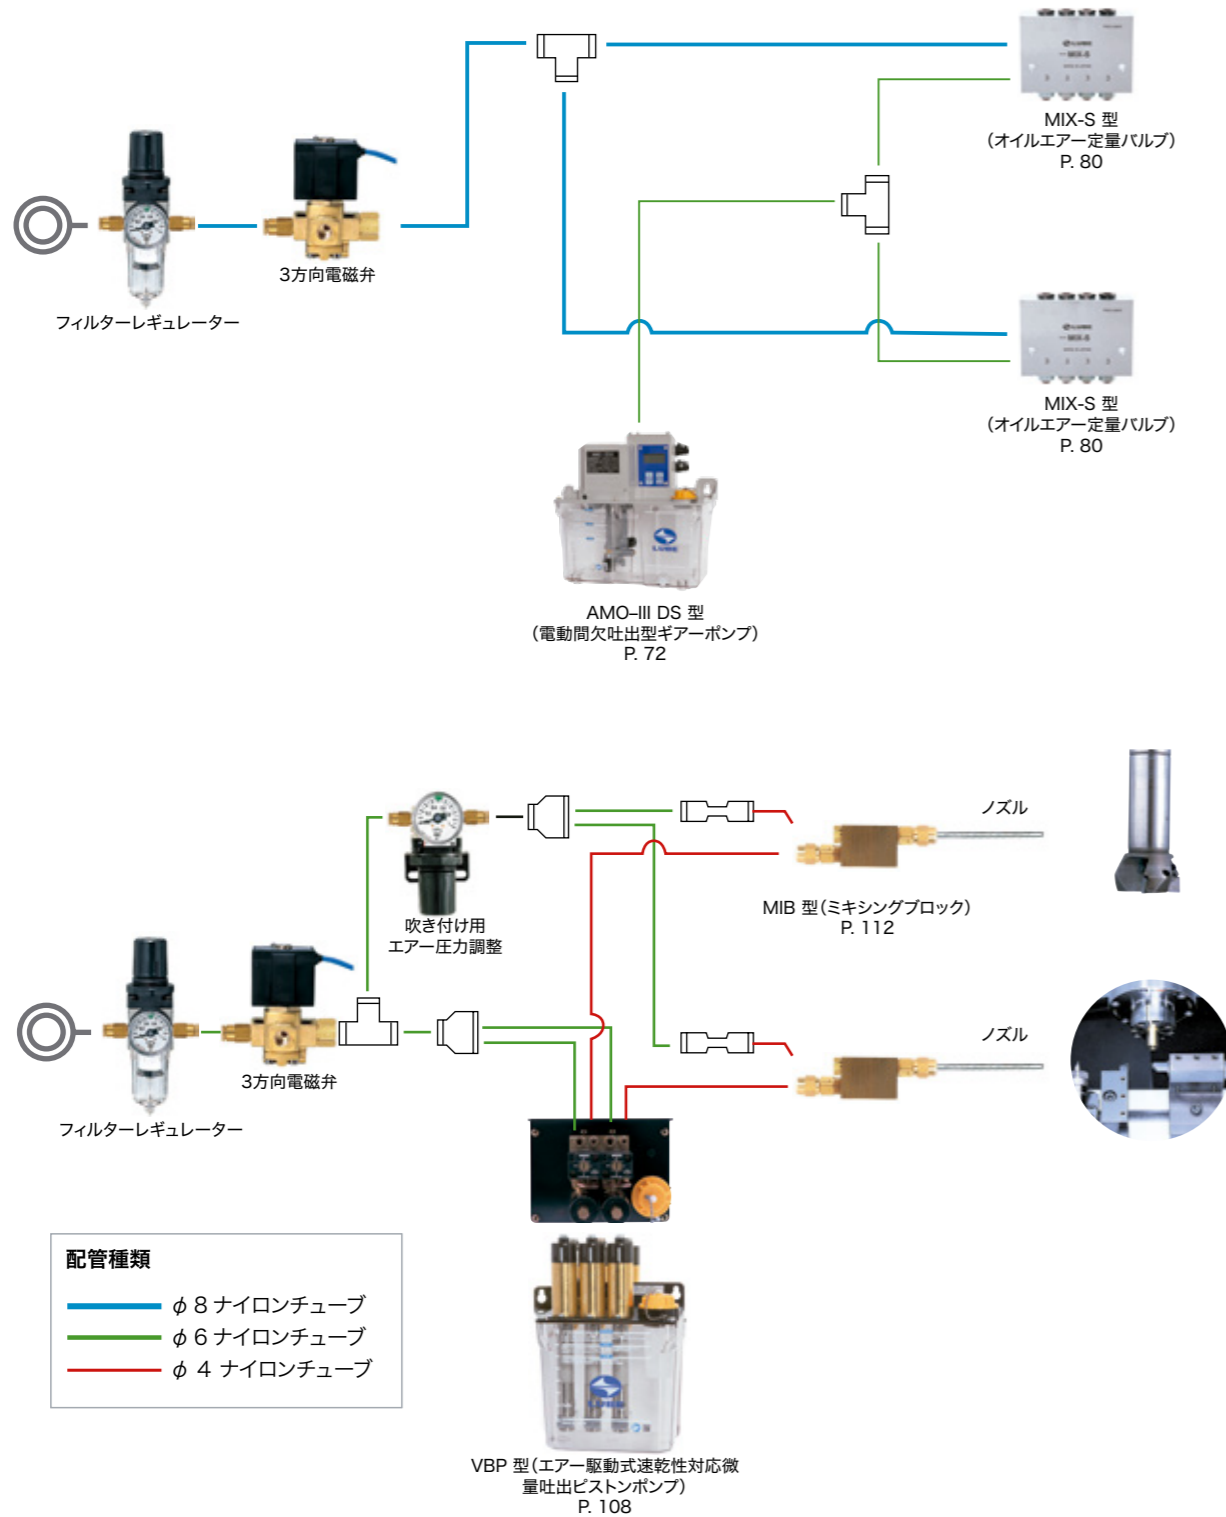 LUBE
MIX-S
MIX-S 型
（オイルエアー定量バルブ）
P. 80
3方向電磁弁
フィルターレギュレーター
LUBE
MIX-S
MIX-S 型
（オイルエアー定量バルブ）
P. 80
LUBE
AMO–III DS 型
（電動間欠吐出型ギアーポンプ）
P. 72
ノズル
MIB 型（ミキシングブロック）
P. 112
吹き付け用
エアー圧力調整
ノズル
3方向電磁弁
フィルターレギュレーター
配管種類
φ 8 ナイロンチューブ
φ 6 ナイロンチューブ
φ 4 ナイロンチューブ
LUBE
VBP 型（エアー駆動式速乾性対応微
量吐出ピストンポンプ）
P. 108